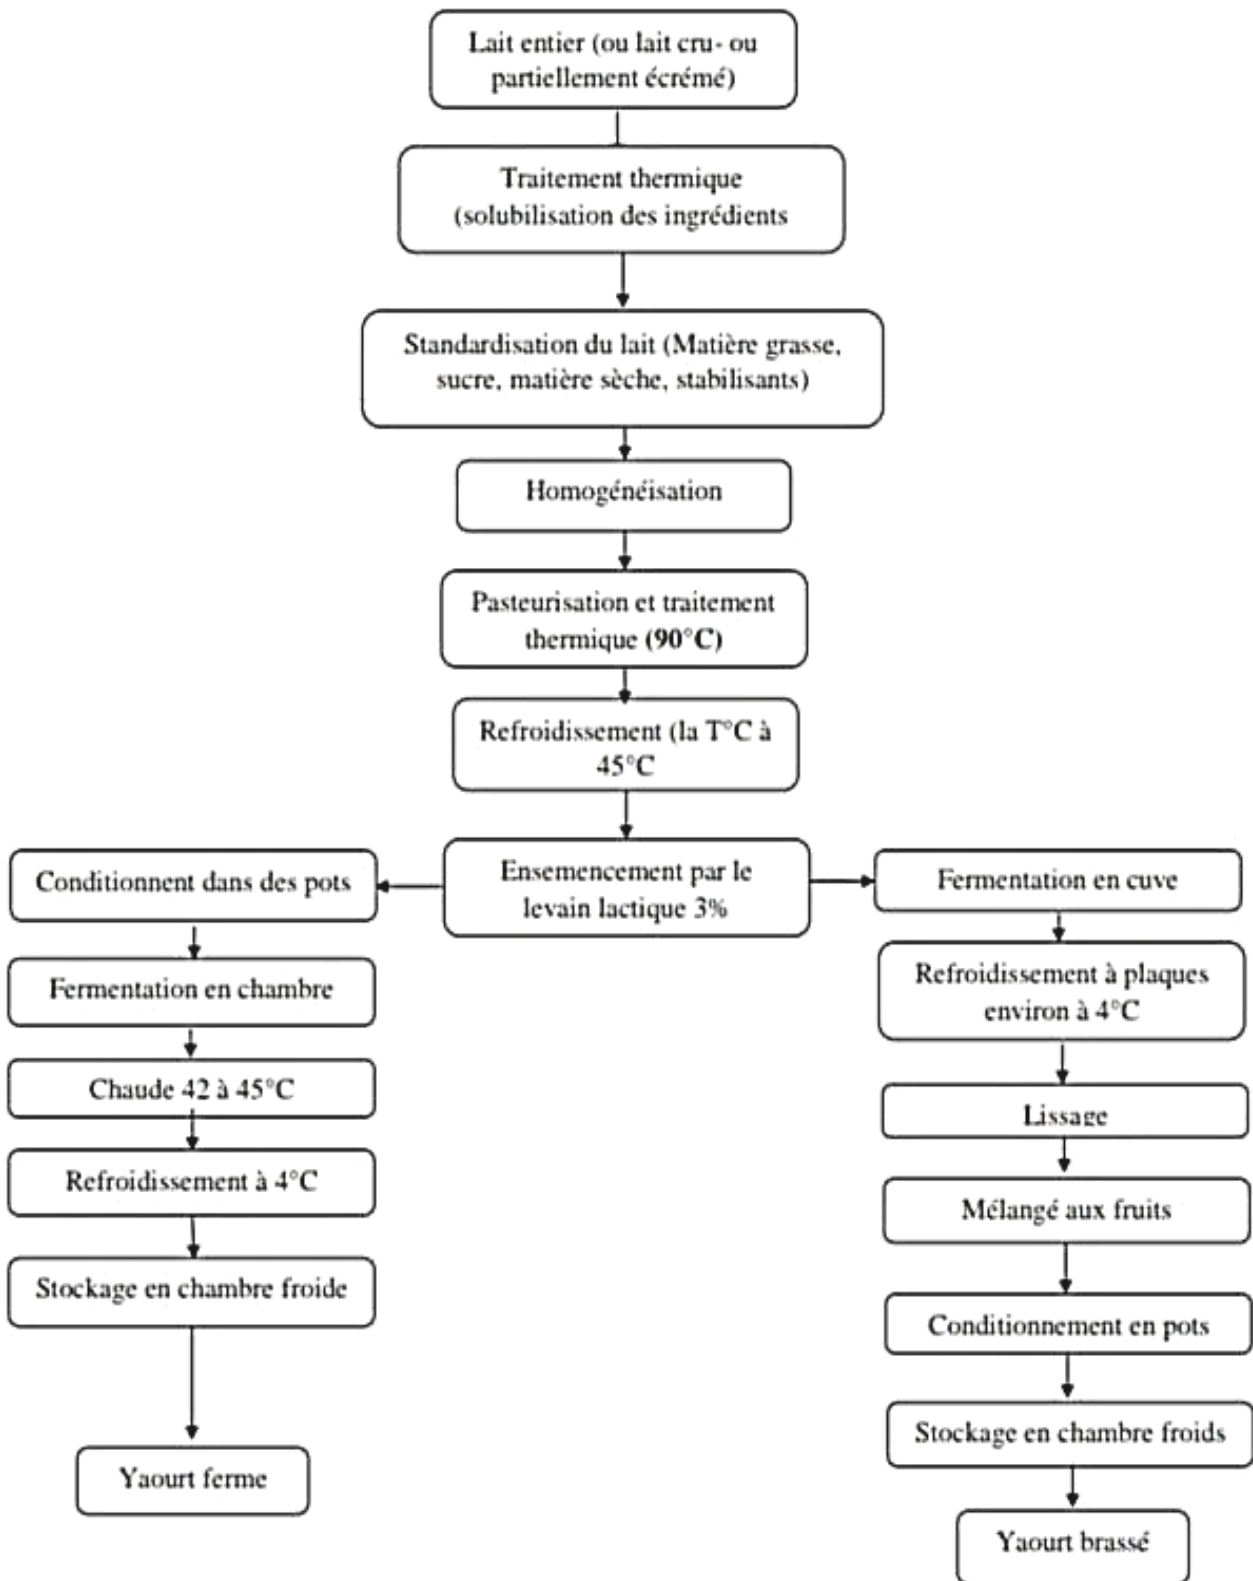 Lait entier (ou lait cru- ou
partiellement écrémé)
Traitement thermique
(solubilisation des ingrédients
Standardisation du lait (Matière grasse,
sucre, matière sèche, stabilisants)
Homogénéisation
Pasteurisation et traitement
thermique (90°C)
Refroidissement (la T°C à
45°C
Ensemencement par le
levain lactique 3%
Conditionnent dans des pots
Fermentation en chambre
Chaude 42 à 45°C
Refroidissement à 4°C
Stockage en chambre froide
Yaourt ferme
Fermentation en cuve
Refroidissement à plaques
environ à 4°C
Lissage
Mélangé aux fruits
Conditionnement en pots
Stockage en chambre froids
Yaourt brassé